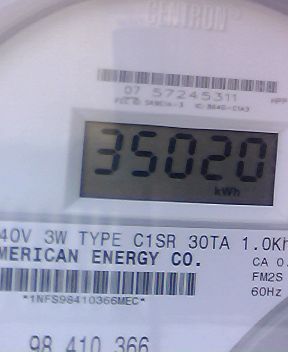 CENTRON
07 57245311
35020
kWh
40V 3W TYPE C1SR 30TA 1.0Kh
MERICAN ENERGY CO.
CA 0.
FM2S
*1NFS98410366MEC*
60Hz
98 410 366